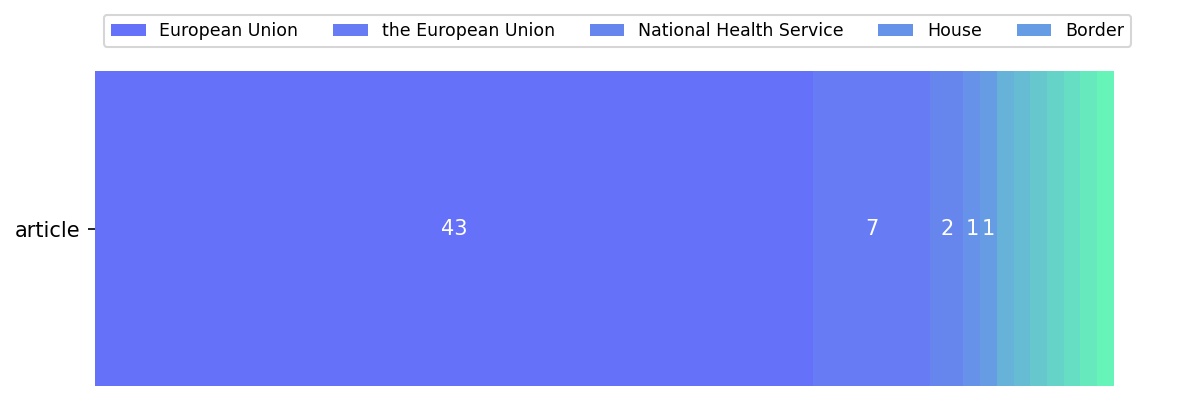 European Union the European Union National Health Service House Border
article 43 7 2 1 1